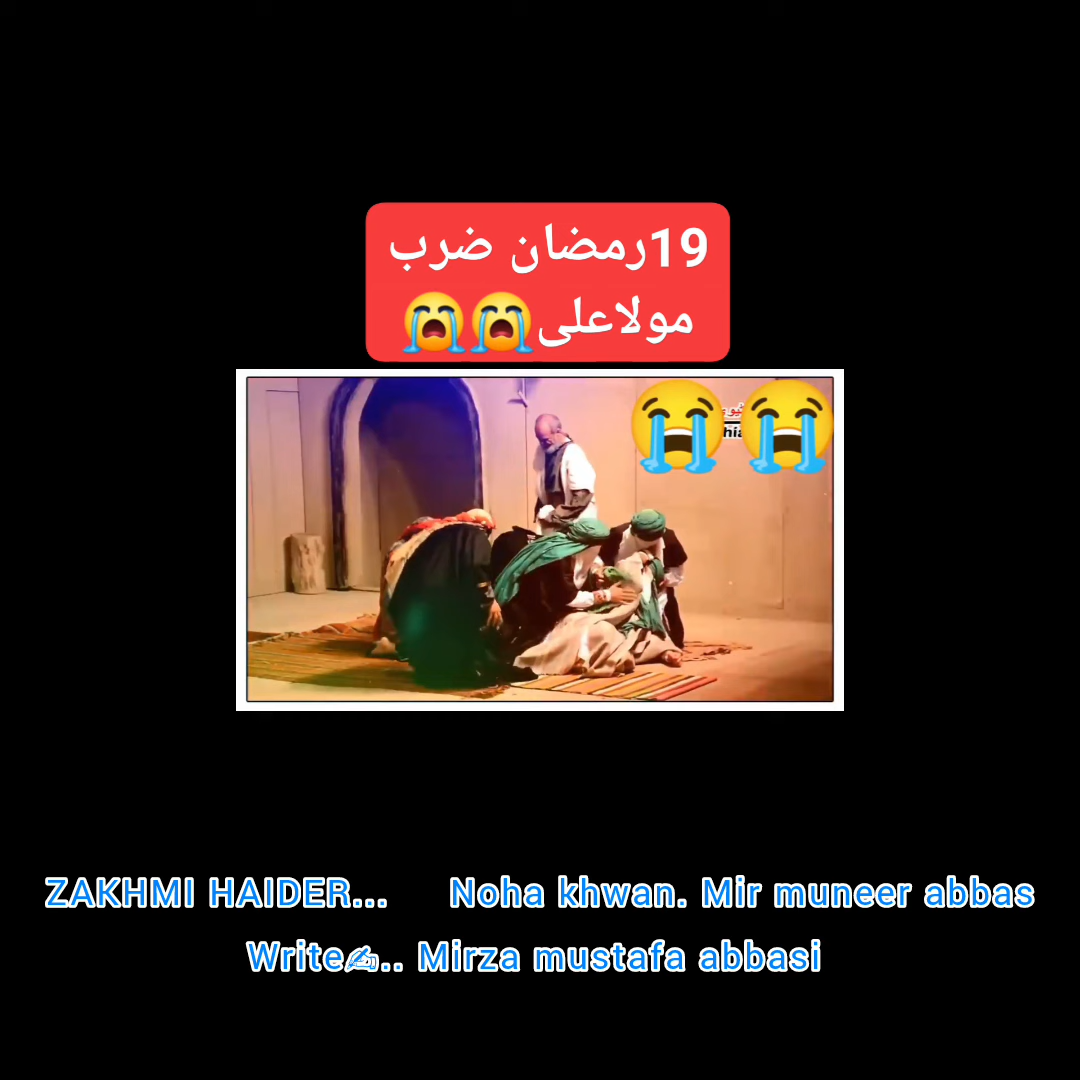 19رمضان ضرب
مولاعلی😭😭
ZAKHMI HAIDER... Noha khwan. Mir muneer abbas
Write✍.. Mirza mustafa abbasi